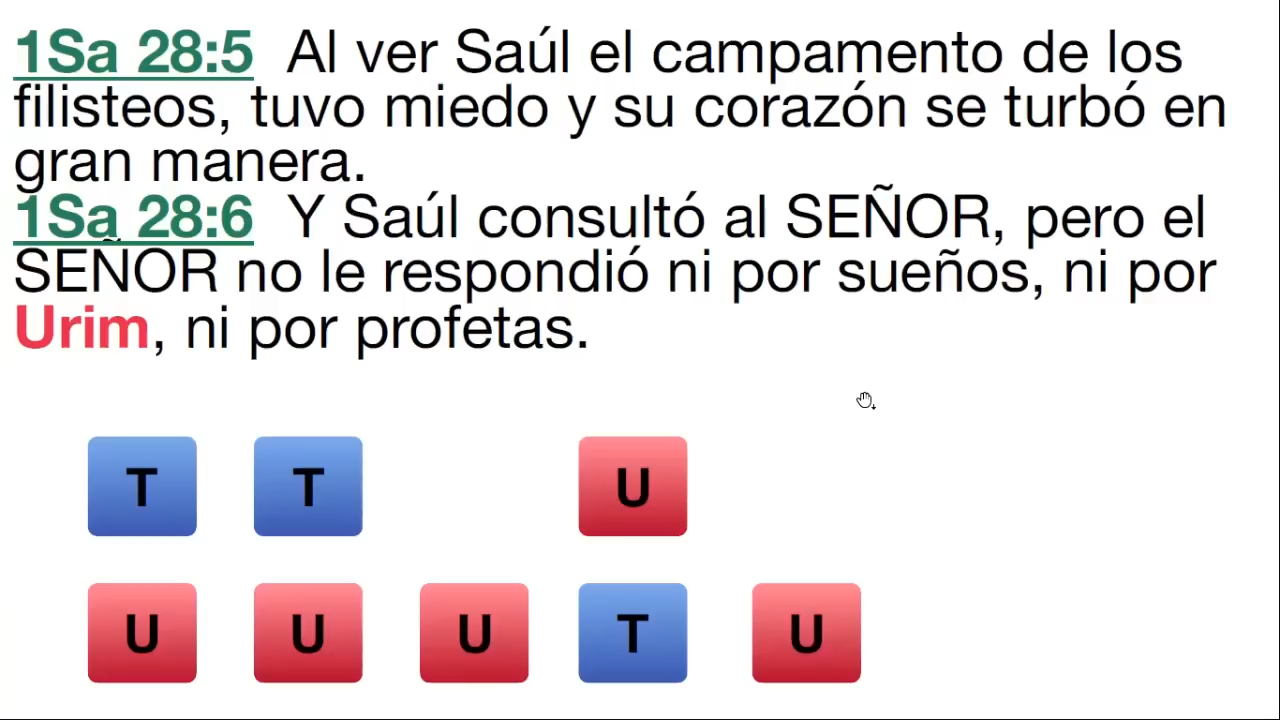 1Sa 28:5 Al ver Saúl el campamento de los
filisteos, tuvo miedo y su corazón se turbó en
gran manera.
1Sa 28:6 Y Saúl consultó al SEÑOR, pero el
SEÑOR no le respondió ni por sueños, ni por
Urim, ni por profetas.
T T U
U U U T U